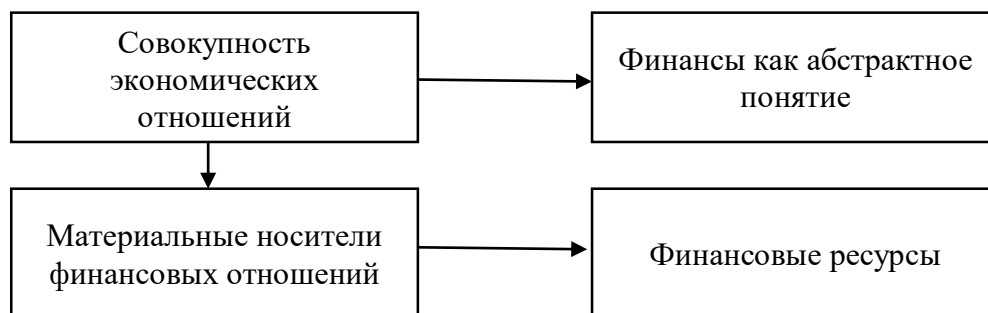 Совокупность
экономических
отношений
Финансы как абстрактное
понятие
Материальные носители
финансовых отношений
Финансовые ресурсы